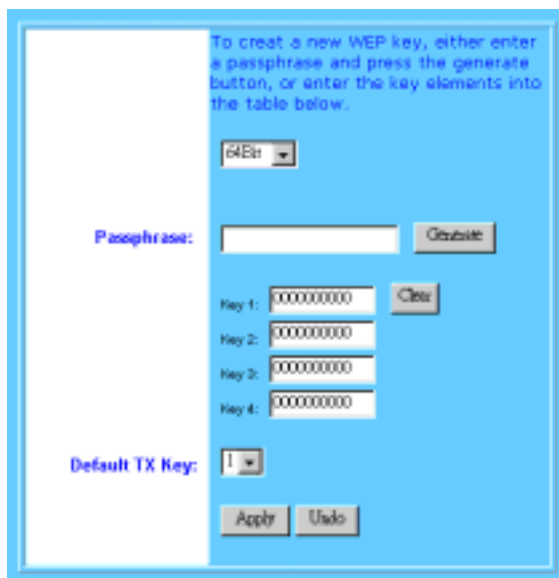 To creat a new WEP key, either enter
a passphrase and press the generate
button, or enter the key elements into
the table below.
64Bit
Passphrase:
Generate
Key 1: 0000000000
Clear
Key 2: 0000000000
Key 3: 0000000000
Key 4: 0000000000
Default TX Key:
1
Apply
Undo